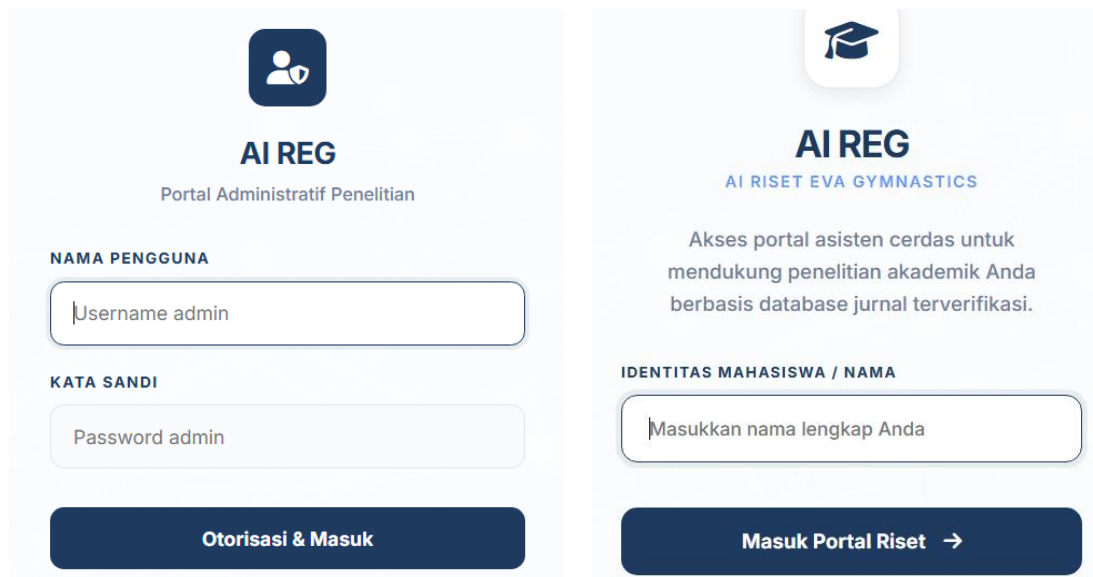 AI REG
Portal Administratif Penelitian
NAMA PENGGUNA
Username admin
KATA SANDI
Password admin
Otorisasi & Masuk
AI REG
AI RISET EVA GYMNASTICS
Akses portal asisten cerdas untuk
mendukung penelitian akademik Anda
berbasis database jurnal terverifikasi.
IDENTITAS MAHASISWA / NAMA
Masukkan nama lengkap Anda
Masuk Portal Riset →